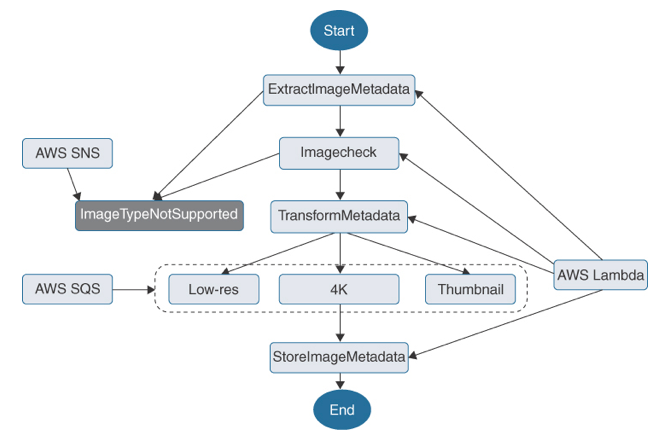 Start
ExtractImageMetadata
AWS SNS
Imagecheck
ImageTypeNotSupported
TransformMetadata
AWS Lambda
AWS SQS
Low-res
4K
Thumbnail
StoreImageMetadata
End